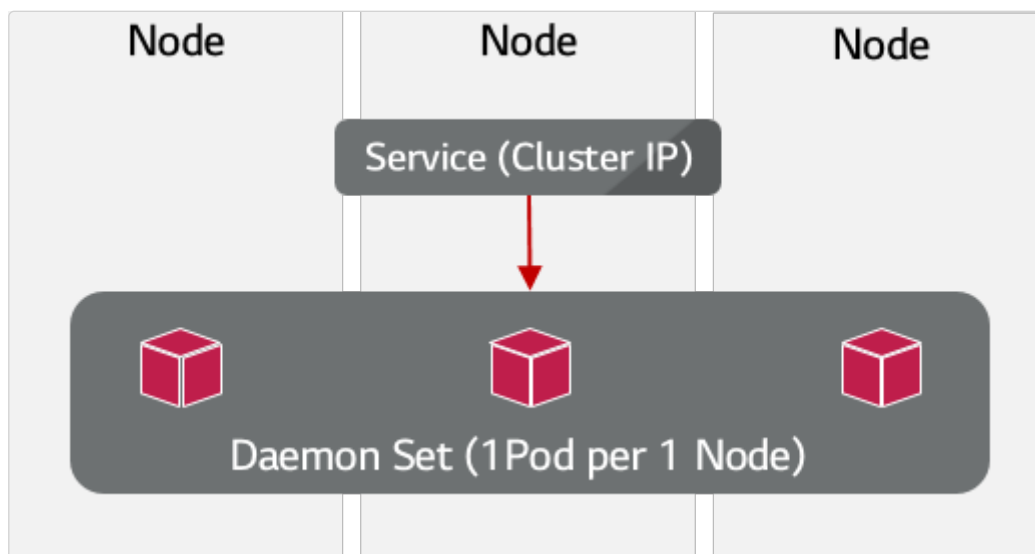 Node
Node
Node
Service (Cluster IP)
Daemon Set (1Pod per 1 Node)